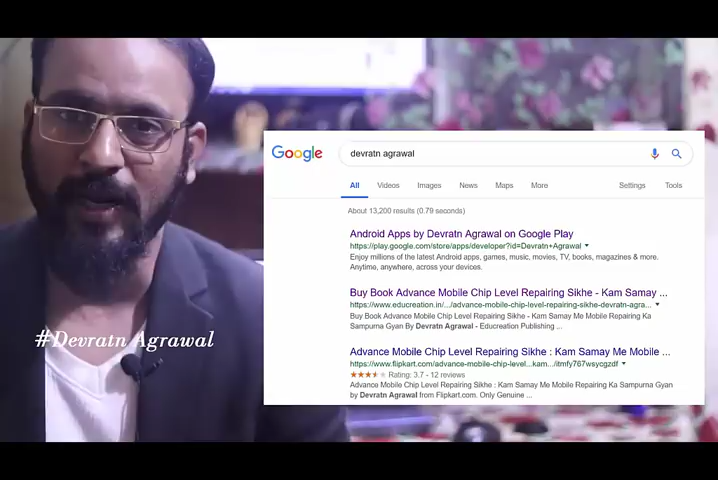 Google
devratn agrawal
All Videos Images News Maps More Settings Tools
About 13,200 results (0.79 seconds)
Android Apps by Devratn Agrawal on Google Play
https://play.google.com/store/apps/developer?id=Devratn+Agrawal
Enjoy millions of the latest Android apps, games, music, movies, TV, books, magazines & more.
Anytime, anywhere, across your devices.
Buy Book Advance Mobile Chip Level Repairing Sikhe - Kam Samay ...
https://www.educreation.in/.../advance-mobile-chip-level-repairing-sikhe-devratn-agra...
Buy Book Advance Mobile Chip Level Repairing Sikhe - Kam Samay Me Mobile Repairing Ka
Sampurna Gyan By Devratn Agrawal - Educreation Publishing ...
Advance Mobile Chip Level Repairing Sikhe : Kam Samay Me Mobile ...
https://www.flipkart.com/advance-mobile-chip-level...kam.../itmfy767wsycgzdf
Rating: 3.7 - 12 reviews
Advance Mobile Chip Level Repairing Sikhe : Kam Samay Me Mobile Repairing Ka Sampurna Gyan
by Devratn Agrawal from Flipkart.com. Only Genuine ...
#Devratn Agrawal